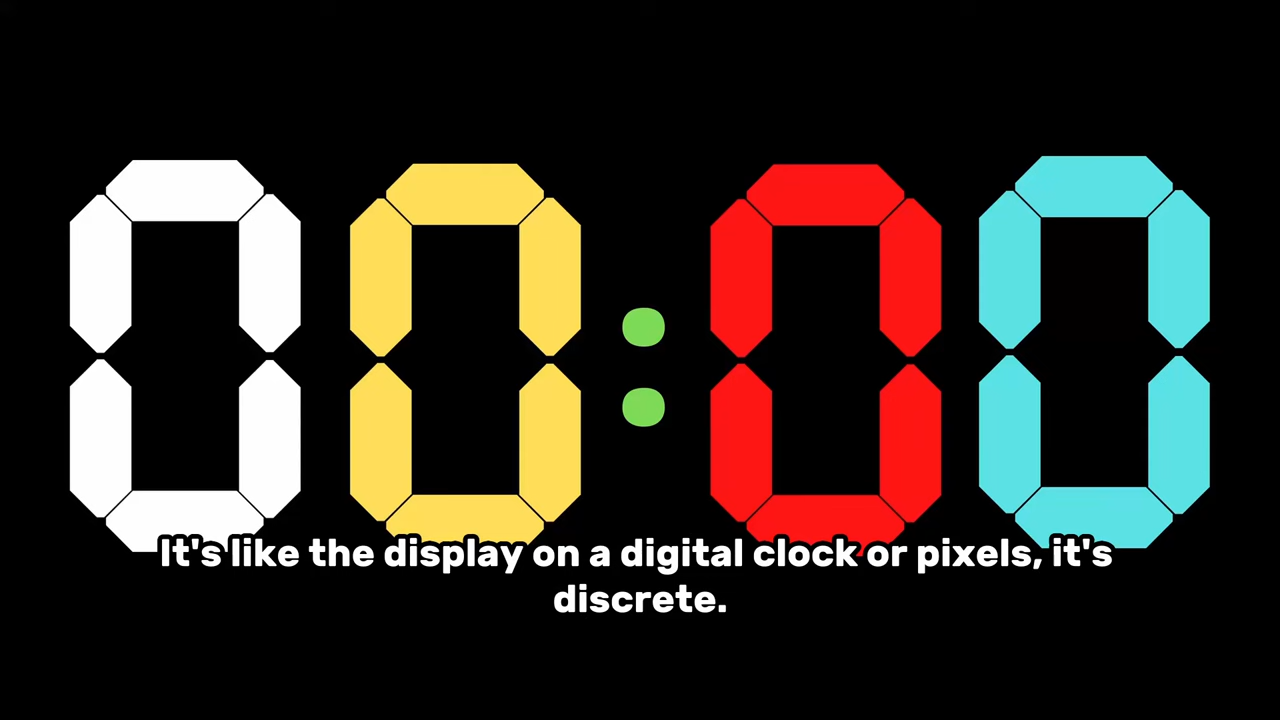 00:00
It's like the display on a digital clock or pixels, it's
discrete.